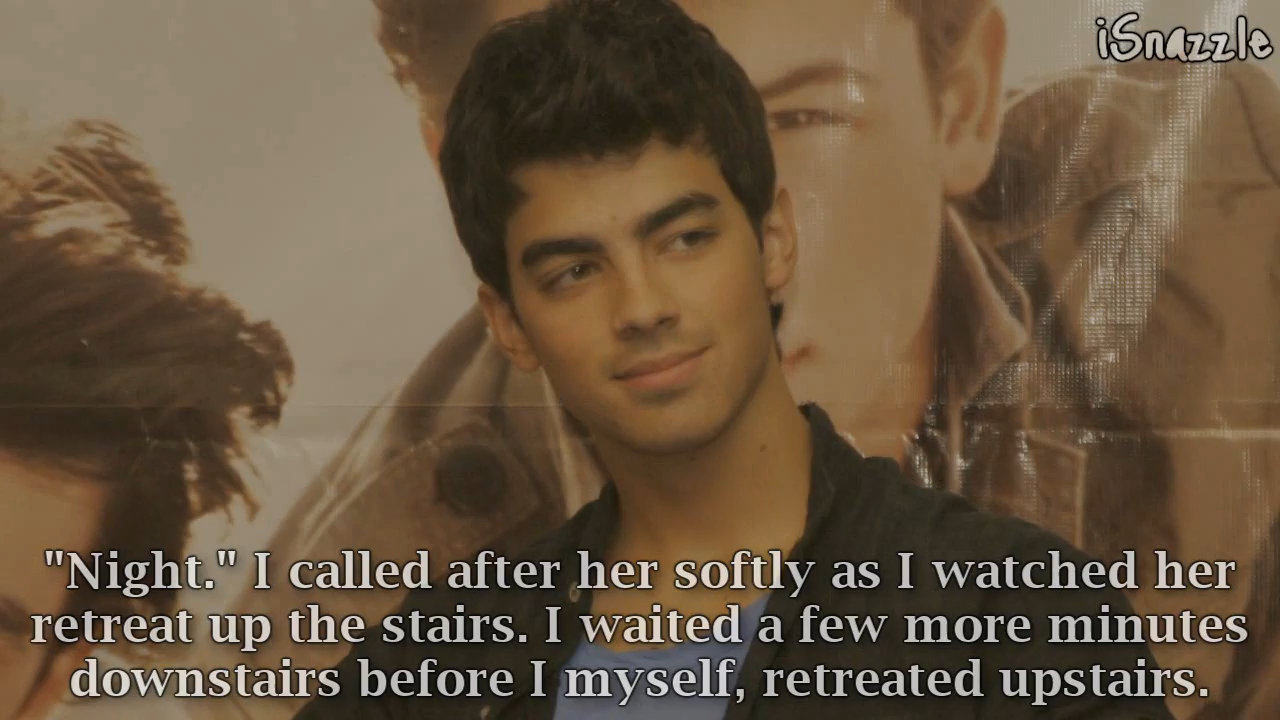 iSnazzle
"Night." I called after her softly as I watched her
retreat up the stairs. I waited a few more minutes
downstairs before I myself, retreated upstairs.